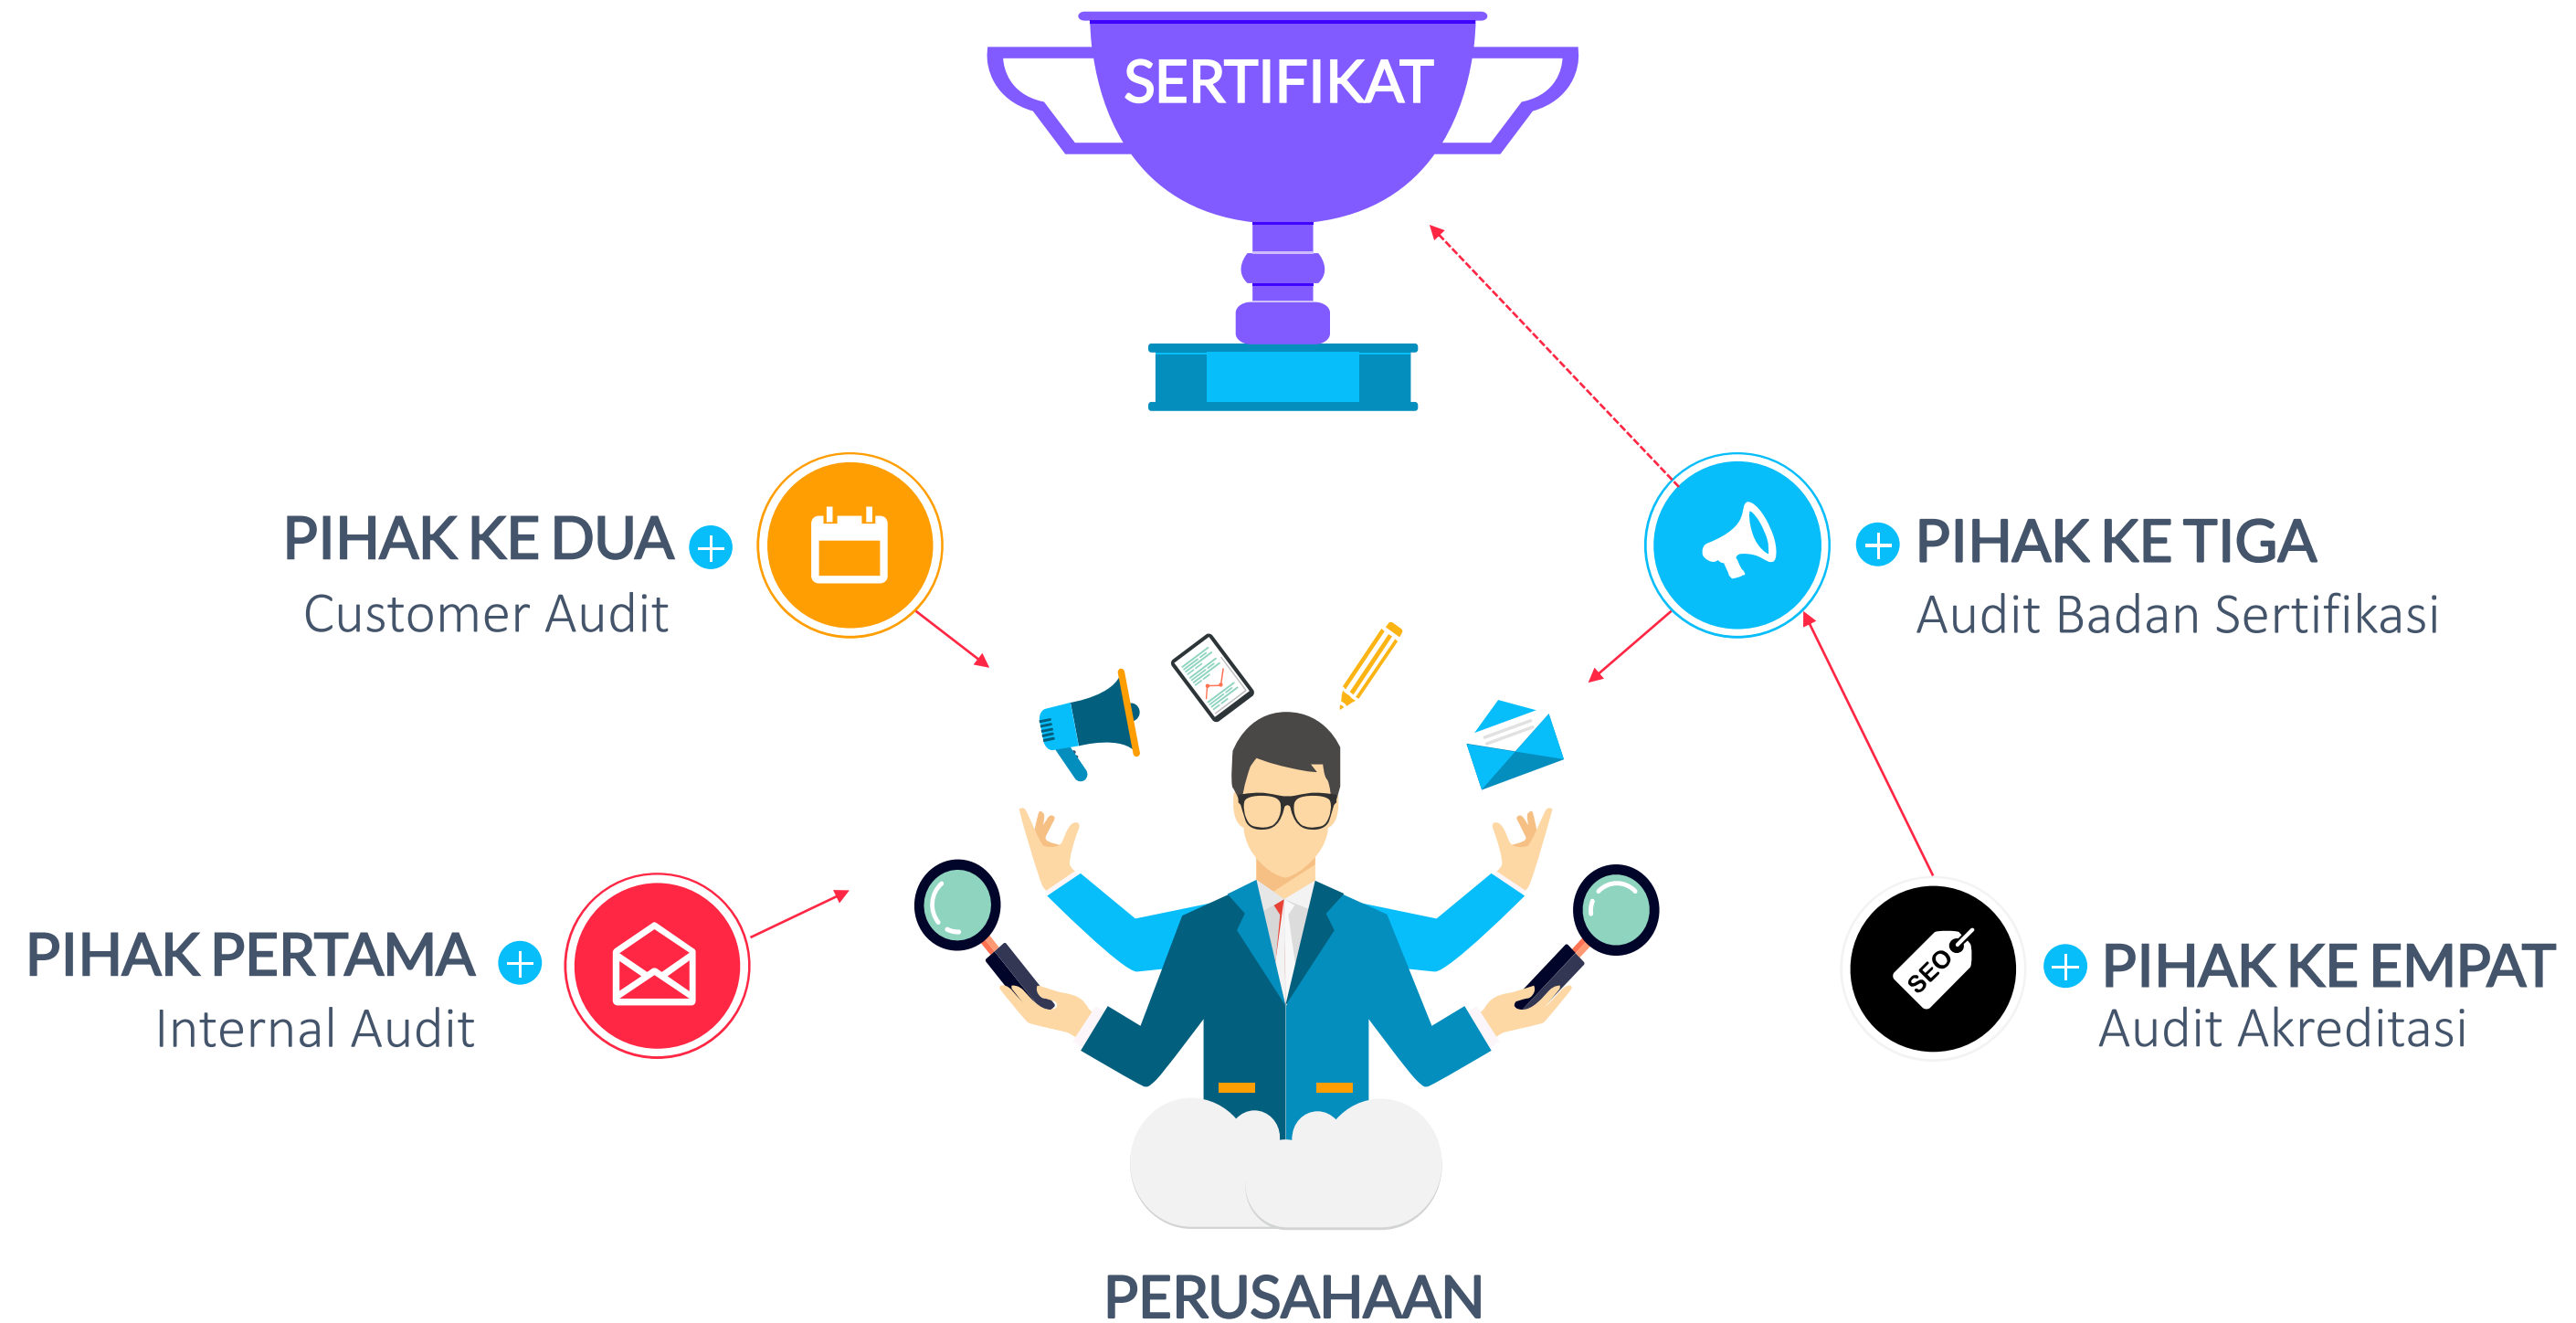 SERTIFIKAT
PIHAK KE DUA
Customer Audit
PIHAK KE TIGA
Audit Badan Sertifikasi
PIHAK PERTAMA
Internal Audit
SEO
PIHAK KE EMPAT
Audit Akreditasi
PERUSAHAAN